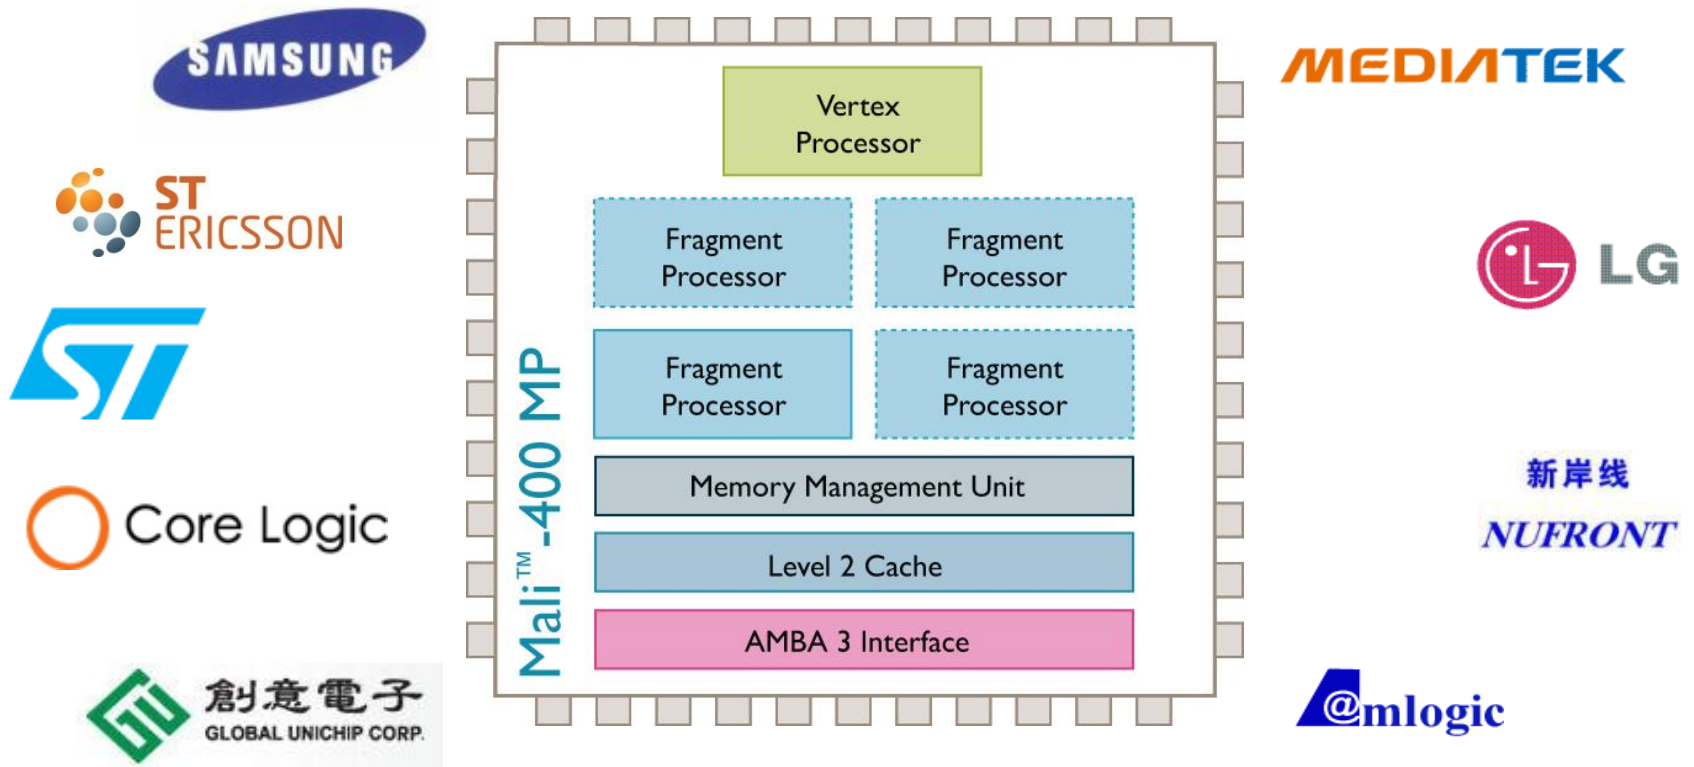 SAMSUNG
ST
ERICSSON
ST
Core Logic
創意電子
GLOBAL UNICHIP CORP.
Mali™-400 MP
Vertex
Processor
Fragment
Processor
Fragment
Processor
Fragment
Processor
Fragment
Processor
Memory Management Unit
Level 2 Cache
AMBA 3 Interface
MEDIATEK
LG
新岸线
NUFRONT
@mlogic